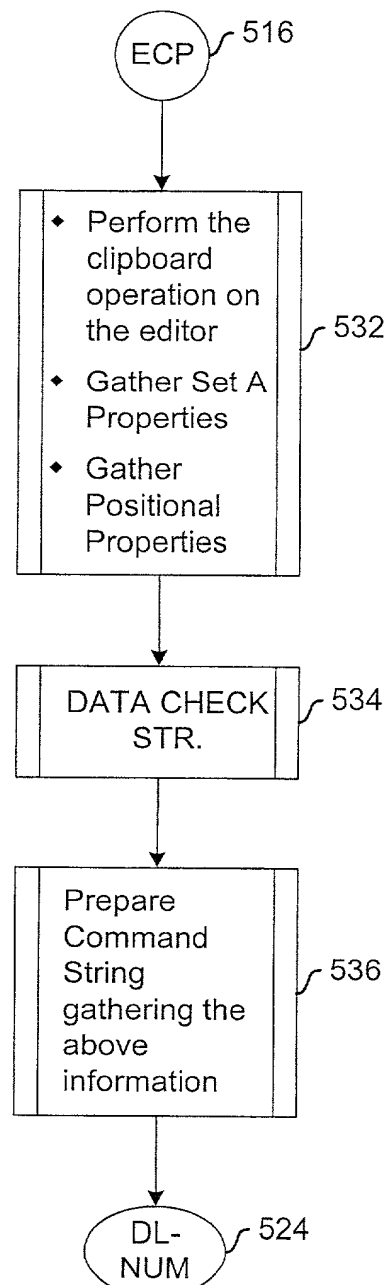 ECP
516
◆ Perform the
clipboard
operation on
the editor
◆ Gather Set A
Properties
◆ Gather
Positional
Properties
532
DATA CHECK
STR.
534
Prepare
Command
String
gathering the
above
information
536
DL-
NUM
524